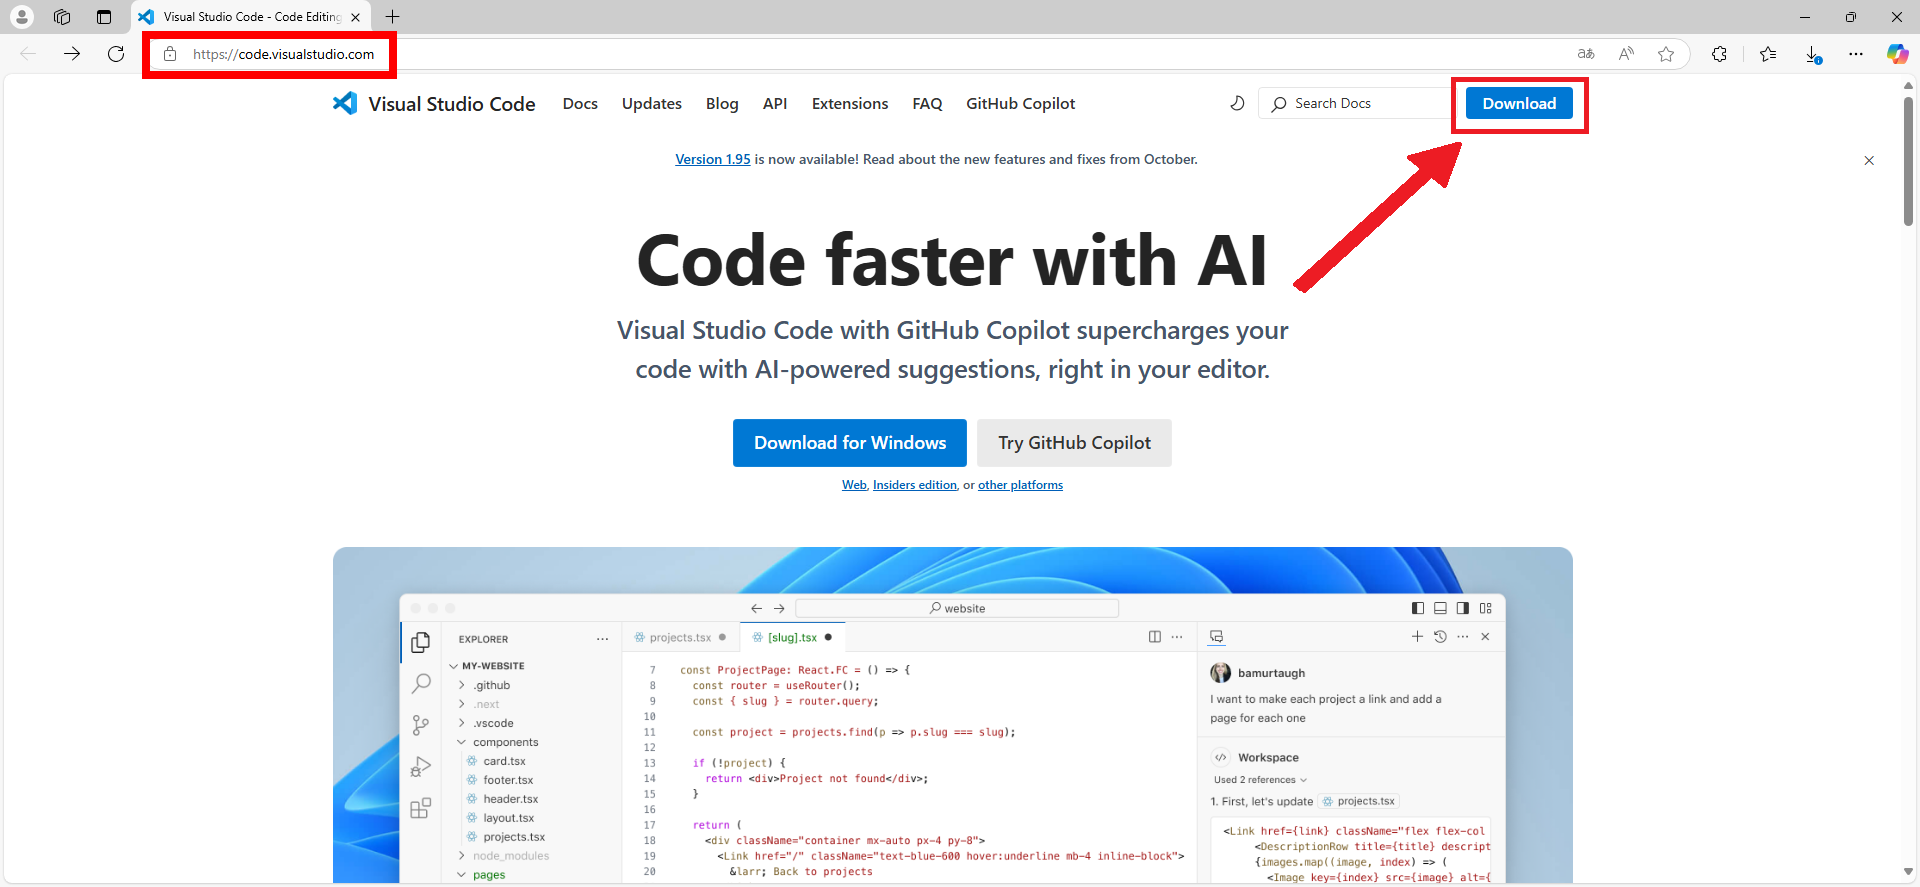 Visual Studio Code - Code Editing
https://code.visualstudio.com
aあ
Visual Studio Code Docs Updates Blog API Extensions FAQ GitHub Copilot Search Docs Download
Version 1.95 is now available! Read about the new features and fixes from October.
Code faster with AI
Visual Studio Code with GitHub Copilot supercharges your
code with AI-powered suggestions, right in your editor.
Download for Windows Try GitHub Copilot
Web, Insiders edition, or other platforms
website
EXPLORER
MY-WEBSITE
.github
.next
.vscode
components
card.tsx
footer.tsx
header.tsx
layout.tsx
projects.tsx
node_modules
pages
projects.tsx [slug].tsx
7 const ProjectPage: React.FC = () => {
8 const router = useRouter();
9 const { slug } = router.query;
10
11 const project = projects.find(p => p.slug === slug);
12
13 if (!project) {
14 return <div>Project not found</div>;
15 }
16
17 return (
18 <div className="container mx-auto px-4 py-8">
19 <Link href="/" className="text-blue-600 hover:underline mb-4 inline-block">
20 &larr; Back to projects
bamurtaugh
I want to make each project a link and add a
page for each one
Workspace
Used 2 references
1. First, let's update projects.tsx
<Link href={link} className="flex flex-col
<DescriptionRow title={title} descript
{images.map((image, index) => (
<Image key={index} src={image} alt={